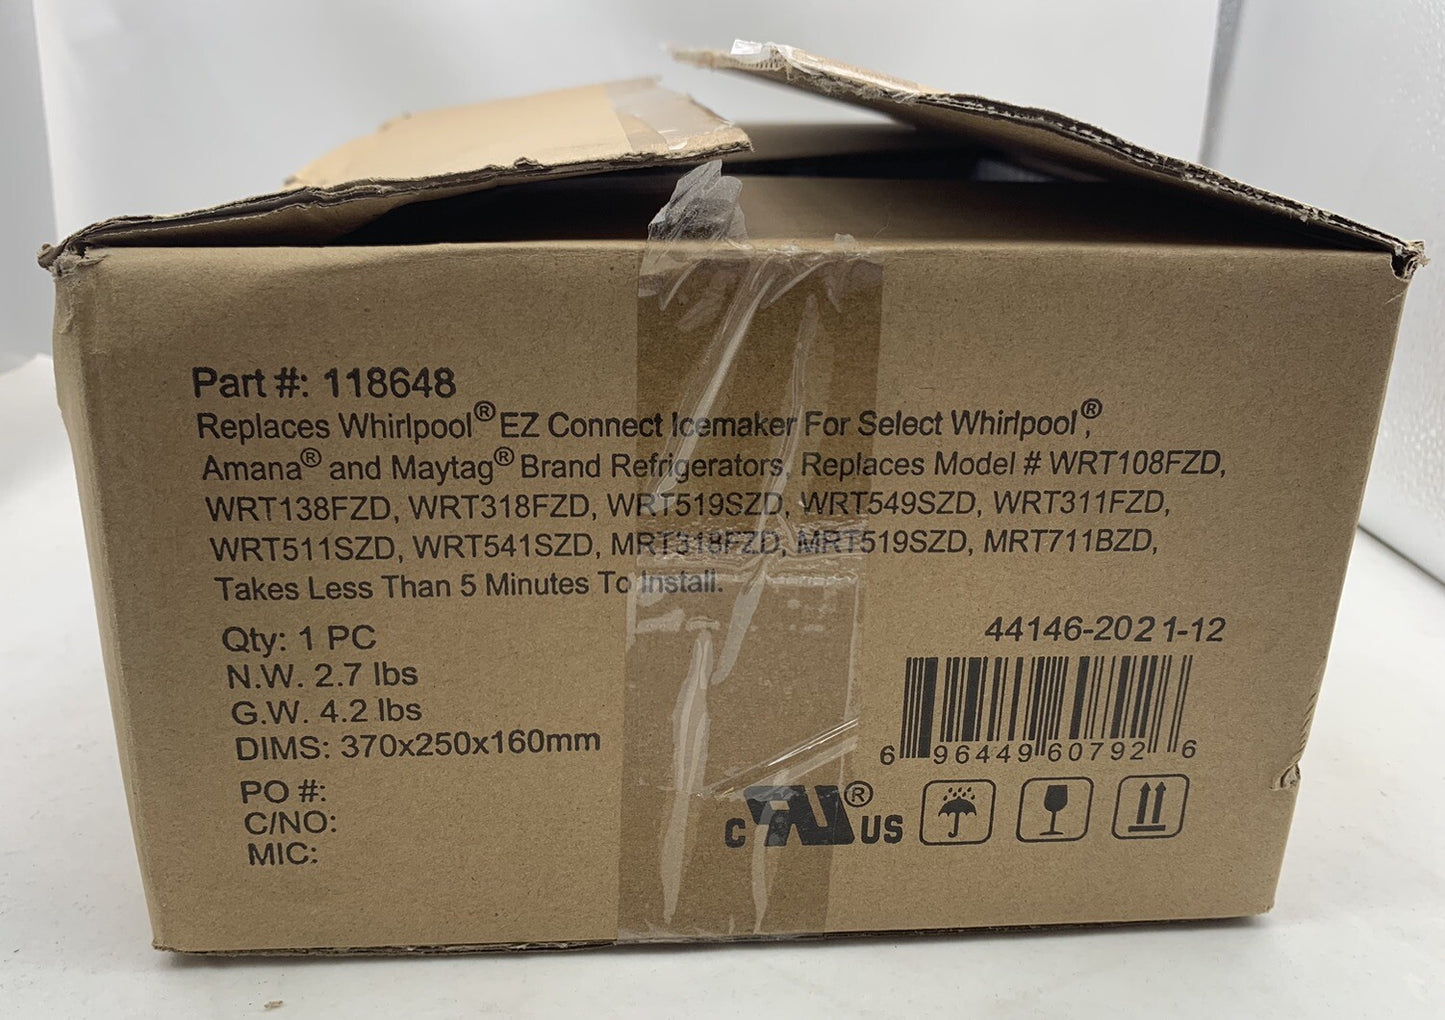 Part #: 118648
Replaces Whirlpool® EZ Connect Icemaker For Select Whirlpool®,
Amana® and Maytag® Brand Refrigerators, Replaces Model # WRT108FZD,
WRT138FZD, WRT318FZD, WRT519SZD, WRT549SZD, WRT311FZD,
WRT511SZD, WRT541SZD, MRT318FZD, MRT519SZD, MRT711BZD,
Takes Less Than 5 Minutes To Install.
Qty: 1 PC
N.W. 2.7 lbs
G.W. 4.2 lbs
DIMS: 370x250x160mm
PO #:
C/NO:
MIC:
44146-2021-12
6 96449 60792 6
C RU® US